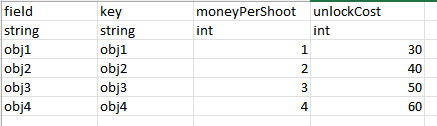 field key moneyPerShoot unlockCost
string string int int
obj1 obj1 1 30
obj2 obj2 2 40
obj3 obj3 3 50
obj4 obj4 4 60